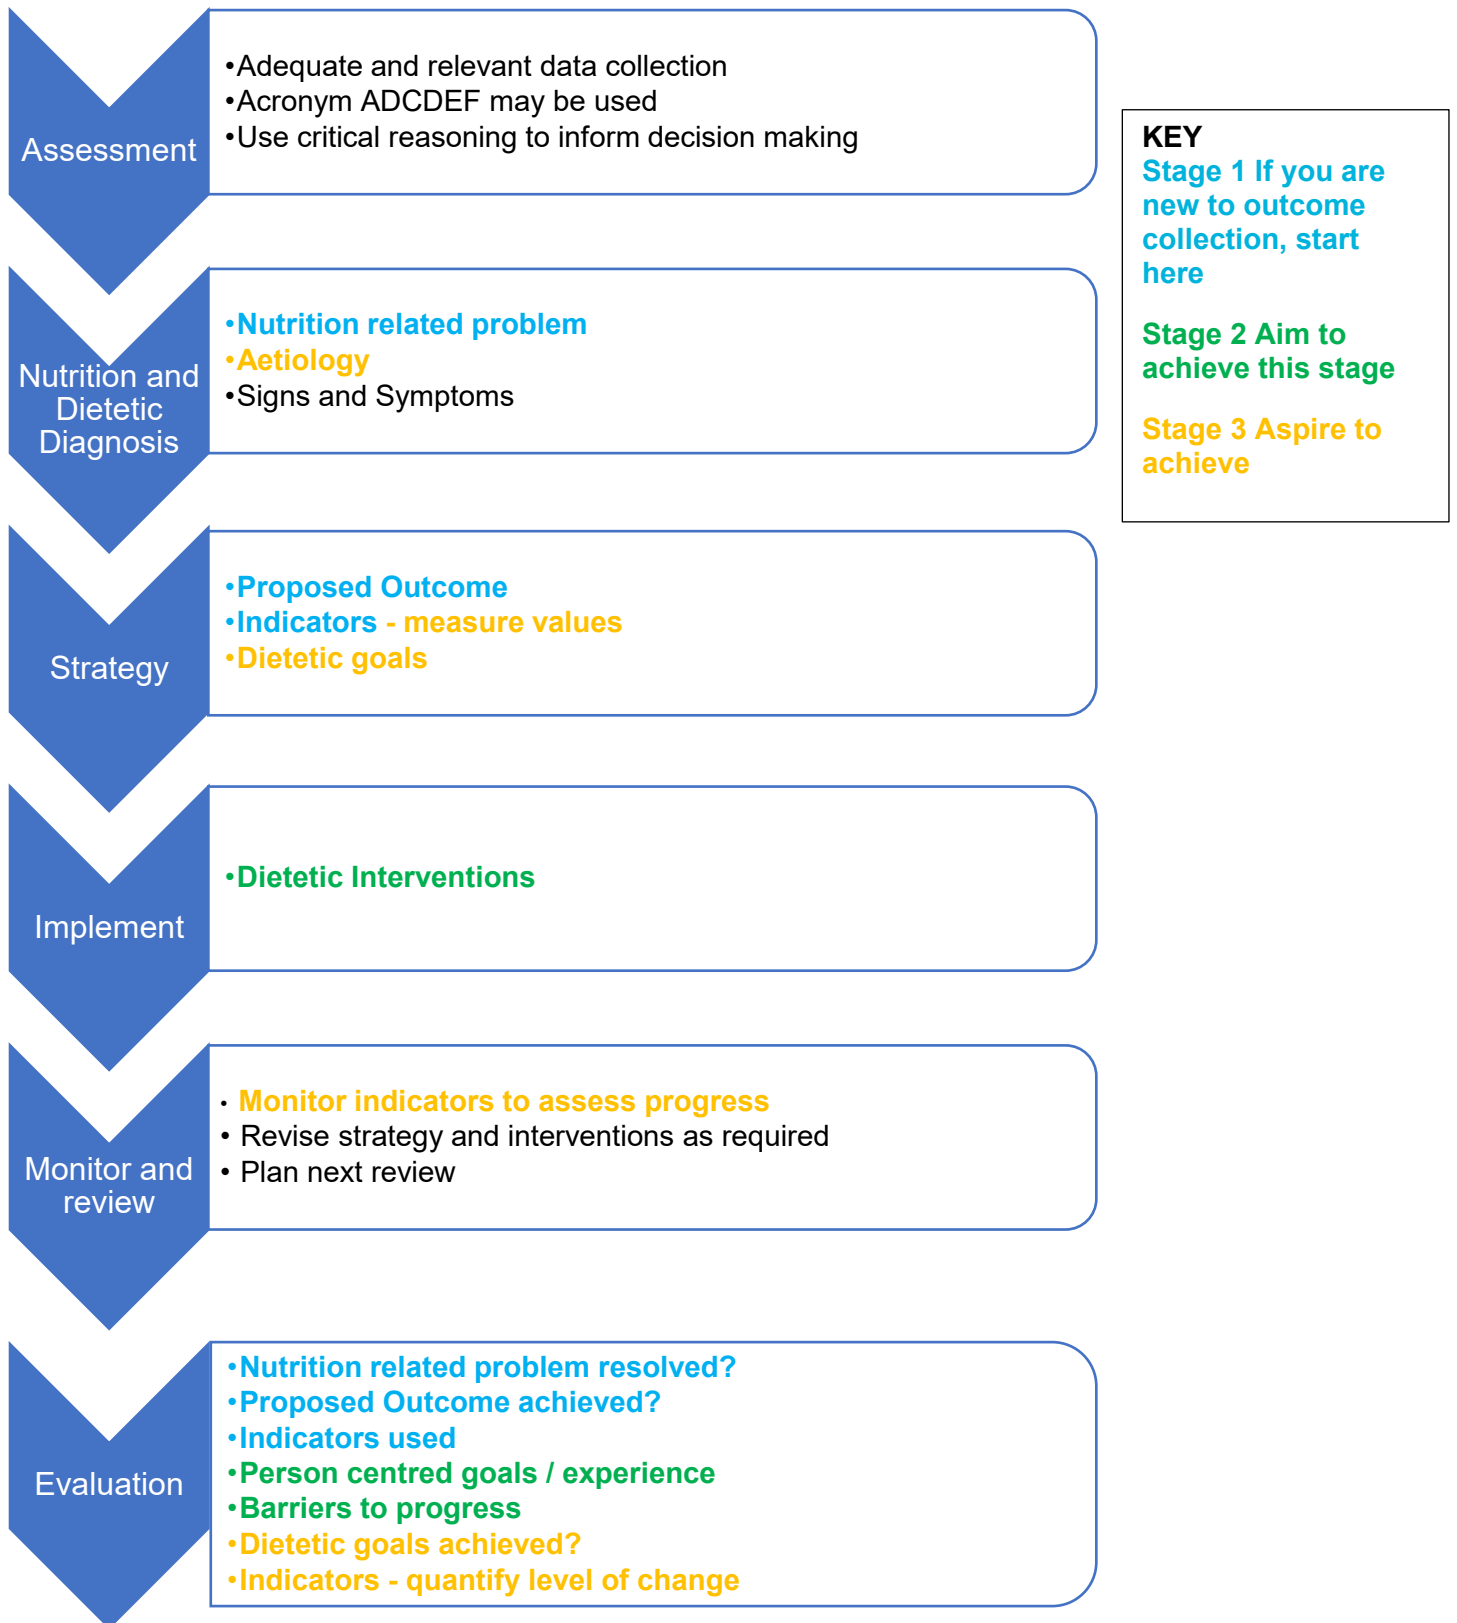 Assessment
•Adequate and relevant data collection
•Acronym ADCDEF may be used
•Use critical reasoning to inform decision making
KEY
Stage 1 If you are
new to outcome
collection, start
here
Stage 2 Aim to
achieve this stage
Stage 3 Aspire to
achieve
Nutrition and
Dietetic
Diagnosis
•Nutrition related problem
•Aetiology
•Signs and Symptoms
Strategy
•Proposed Outcome
•Indicators - measure values
•Dietetic goals
Implement
•Dietetic Interventions
Monitor and
review
• Monitor indicators to assess progress
• Revise strategy and interventions as required
• Plan next review
Evaluation
•Nutrition related problem resolved?
•Proposed Outcome achieved?
•Indicators used
•Person centred goals / experience
•Barriers to progress
•Dietetic goals achieved?
•Indicators - quantify level of change